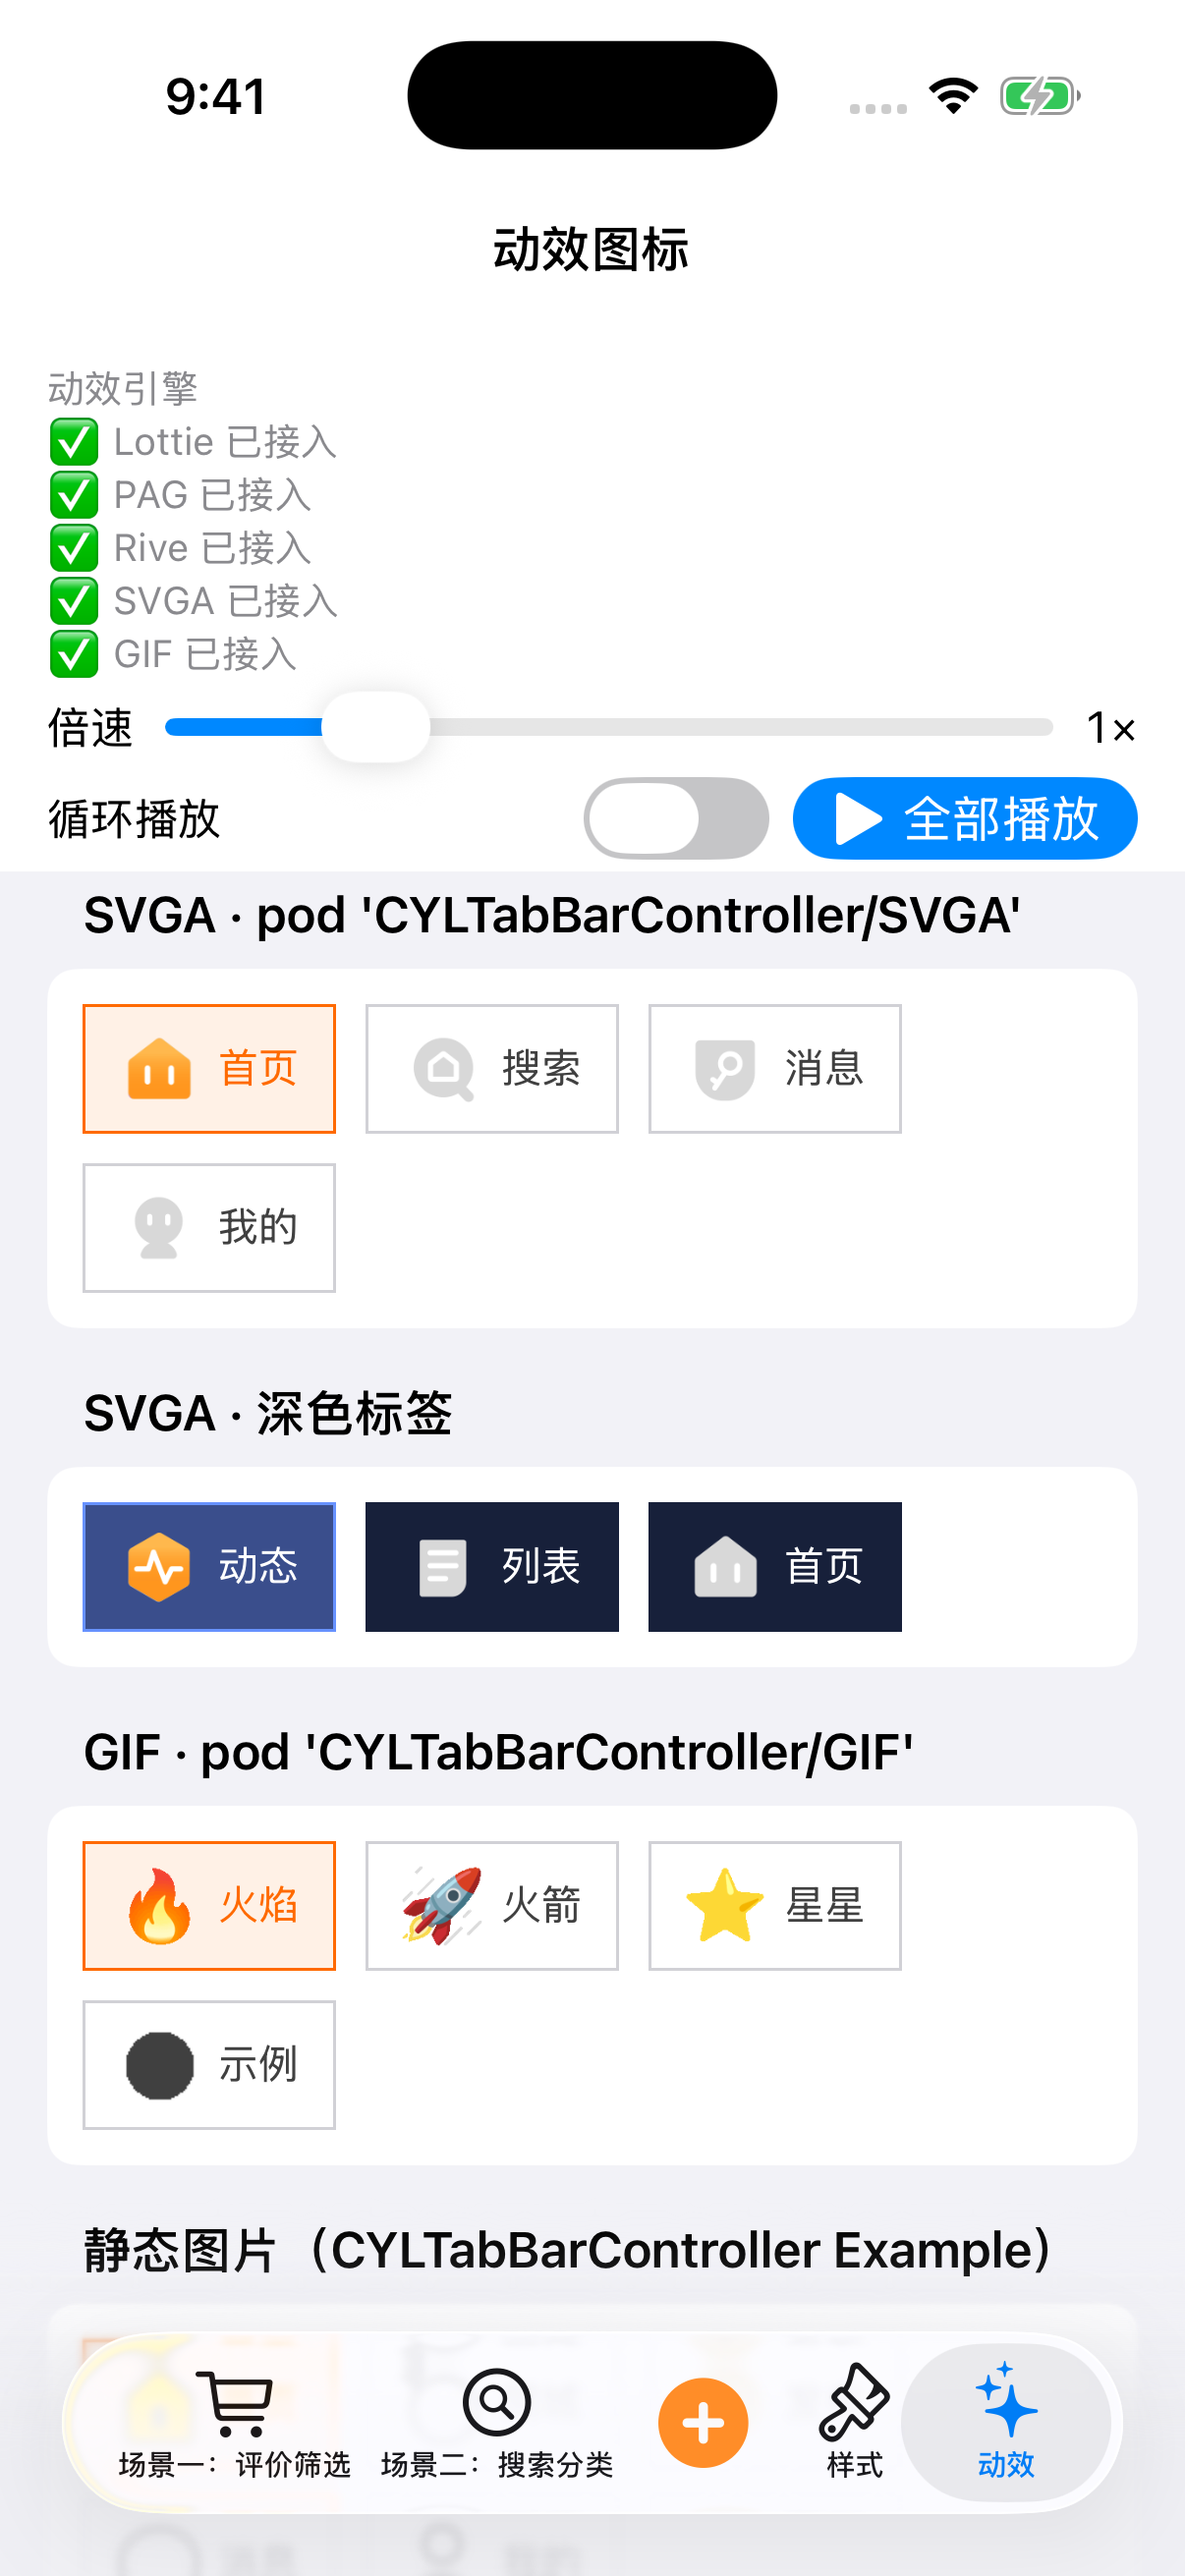 9:41
动效图标
动效引擎
✅ Lottie 已接入
✅ PAG 已接入
✅ Rive 已接入
✅ SVGA 已接入
✅ GIF 已接入
倍速 1×
循环播放 全部播放
SVGA · pod 'CYLTabBarController/SVGA'
首页 搜索 消息
我的
SVGA · 深色标签
动态 列表 首页
GIF · pod 'CYLTabBarController/GIF'
火焰 火箭 星星
示例
静态图片（CYLTabBarController Example）
场景一：评价筛选 场景二：搜索分类 样式 动效